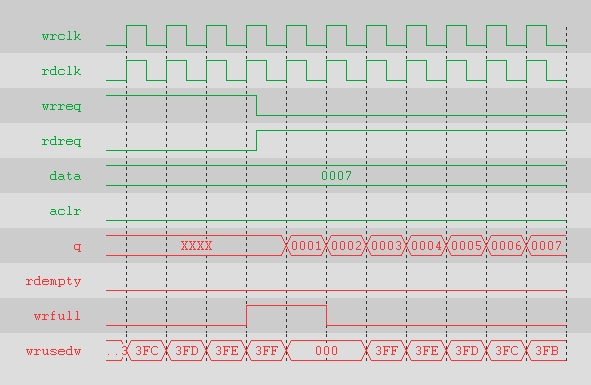 wrclk
rdclk
wrreq
rdreq
data 0007
aclr
q XXXX 0001 0002 0003 0004 0005 0006 0007
rdempty
wrfull
wrusedw ..3 3FC 3FD 3FE 3FF 000 3FF 3FE 3FD 3FC 3FB